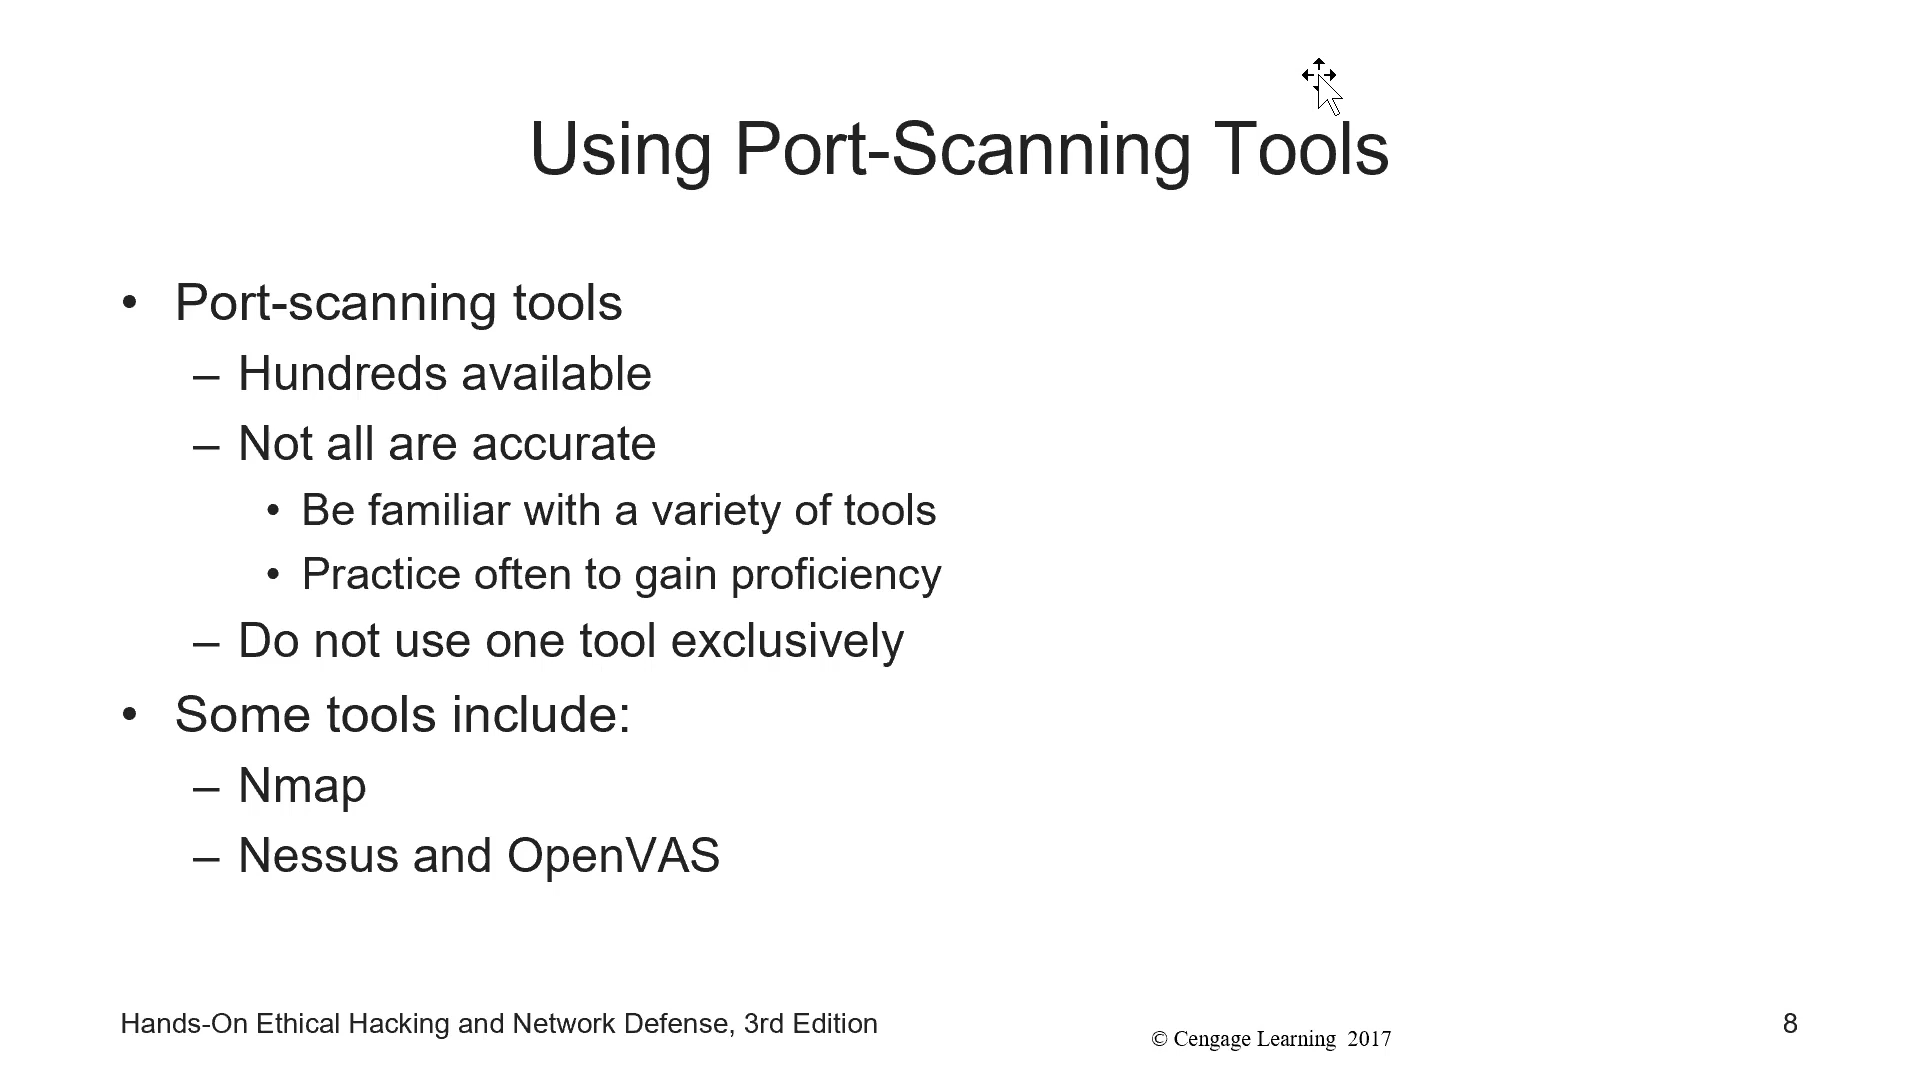 Using Port-Scanning Tools
• Port-scanning tools
– Hundreds available
– Not all are accurate
• Be familiar with a variety of tools
• Practice often to gain proficiency
– Do not use one tool exclusively
• Some tools include:
– Nmap
– Nessus and OpenVAS
Hands-On Ethical Hacking and Network Defense, 3rd Edition
© Cengage Learning 2017
8